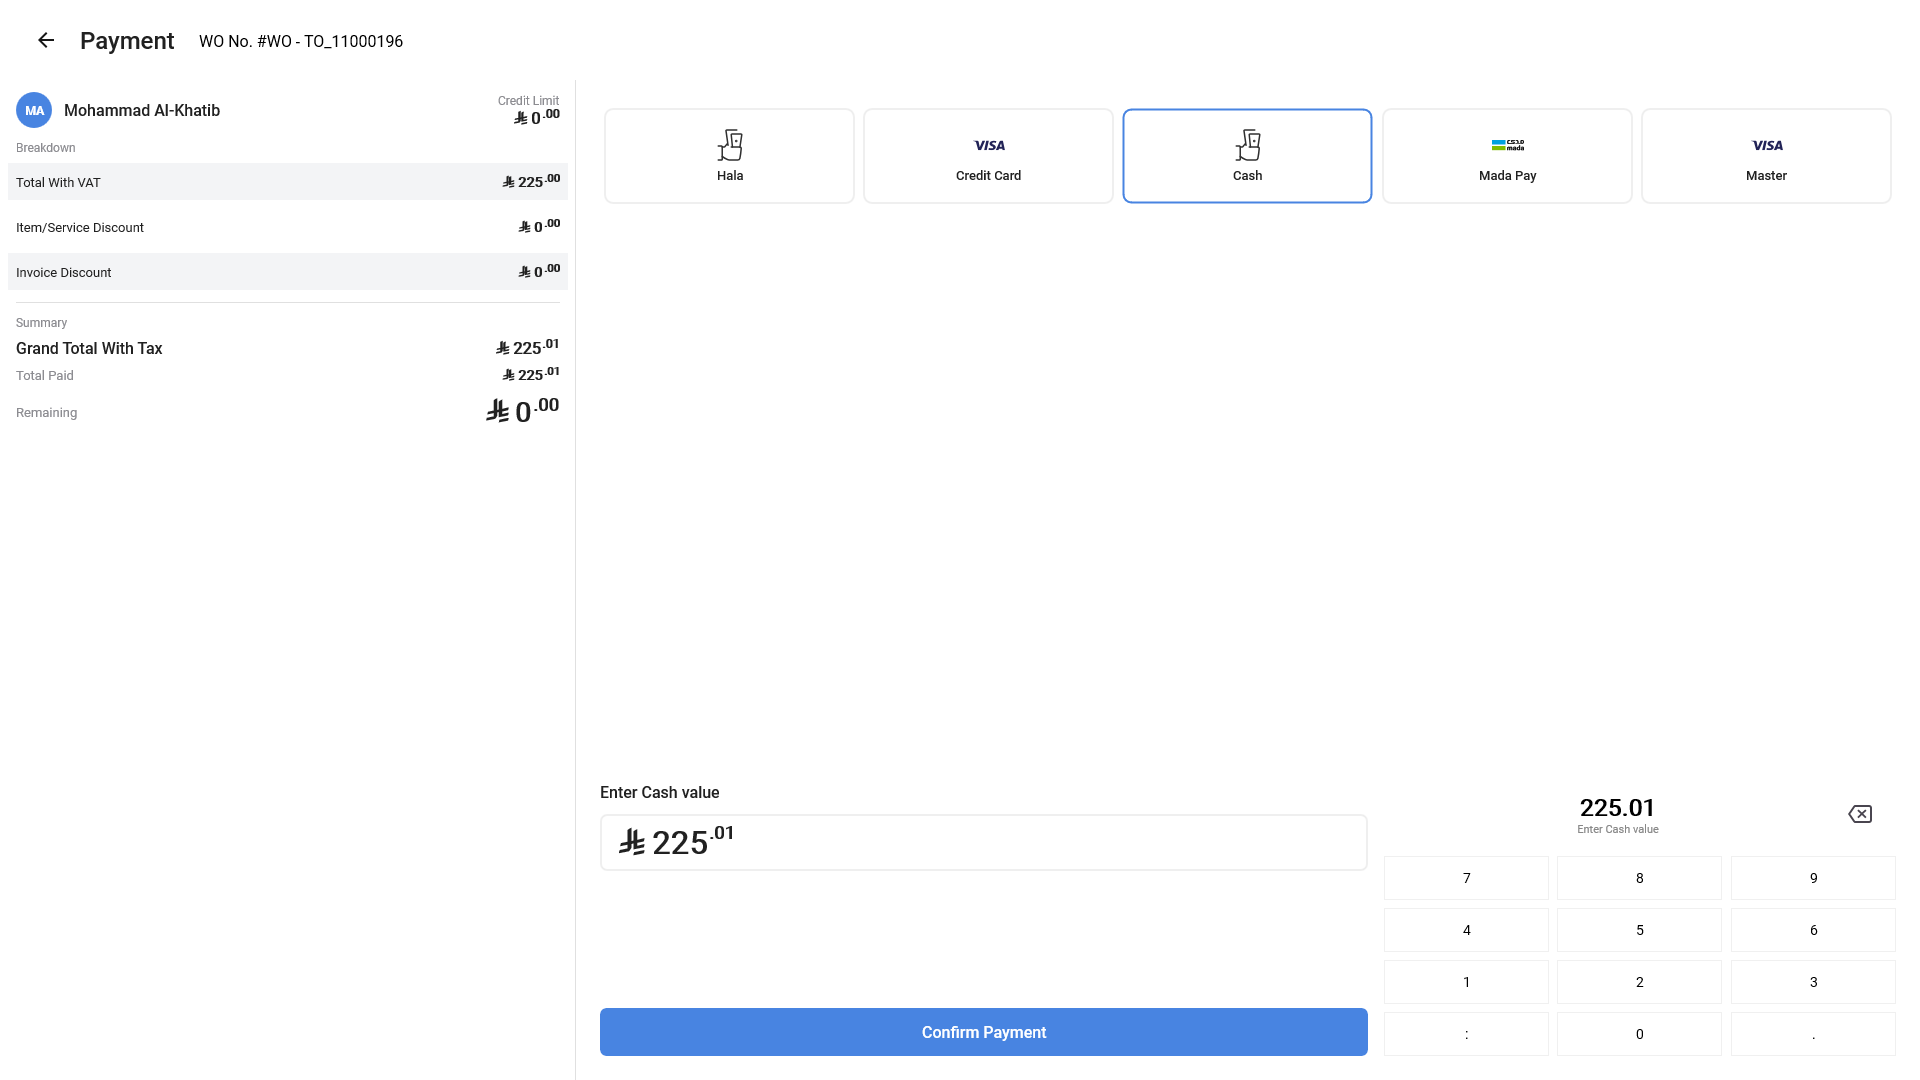 Payment WO No. #WO - TO_11000196
MA Mohammad Al-Khatib
Credit Limit
⃁ 0.00
Breakdown
Total With VAT ⃁ 225.00
Item/Service Discount ⃁ 0.00
Invoice Discount ⃁ 0.00
Summary
Grand Total With Tax ⃁ 225.01
Total Paid ⃁ 225.01
Remaining ⃁ 0.00
Hala
VISA
Credit Card
Cash
مدى
mada
Mada Pay
VISA
Master
Enter Cash value
⃁ 225.01
Confirm Payment
225.01
Enter Cash value
7 8 9
4 5 6
1 2 3
: 0 .